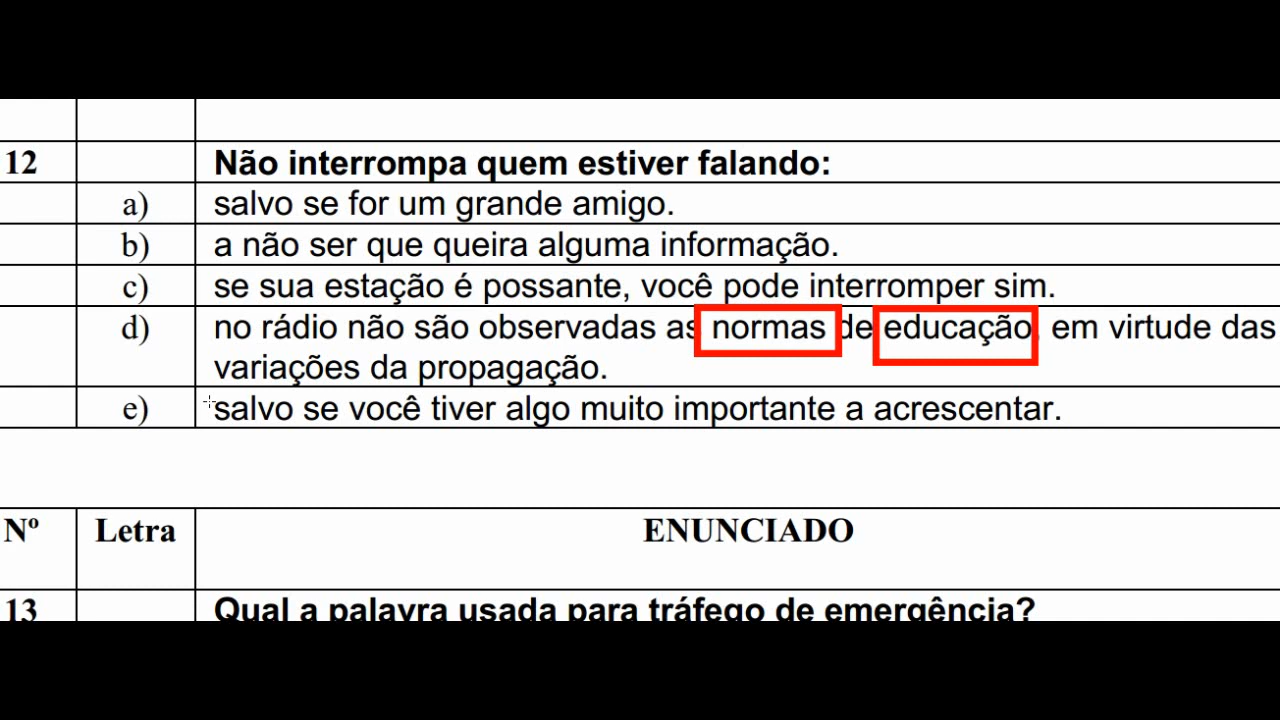 12 Não interrompa quem estiver falando:
a) salvo se for um grande amigo.
b) a não ser que queira alguma informação.
c) se sua estação é possante, você pode interromper sim.
d) no rádio não são observadas as normas de educação, em virtude das
variações da propagação.
e) salvo se você tiver algo muito importante a acrescentar.
Nº Letra ENUNCIADO
13 Qual a palavra usada para tráfego de emergência?